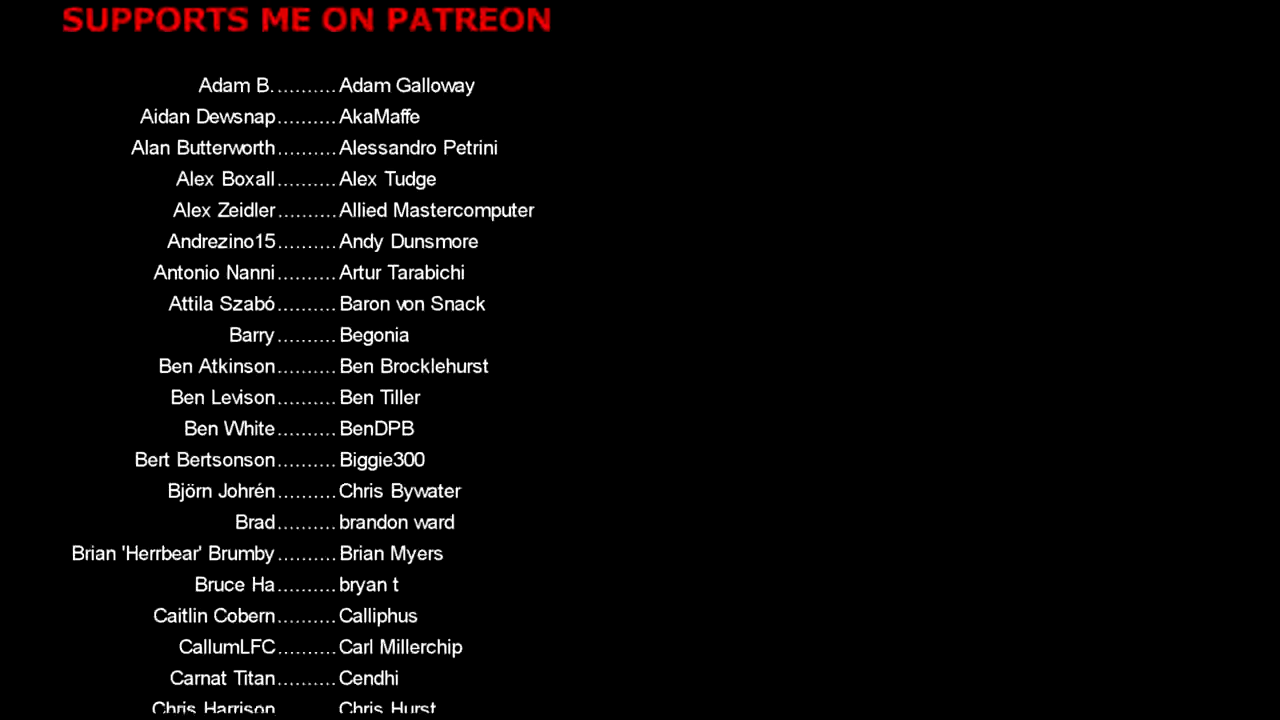 SUPPORTS ME ON PATREON
Adam B...........Adam Galloway
Aidan Dewsnap..........AkaMaffe
Alan Butterworth..........Alessandro Petrini
Alex Boxall..........Alex Tudge
Alex Zeidler..........Allied Mastercomputer
Andrezino15..........Andy Dunsmore
Antonio Nanni..........Artur Tarabichi
Attila Szabó..........Baron von Snack
Barry..........Begonia
Ben Atkinson..........Ben Brocklehurst
Ben Levison..........Ben Tiller
Ben White..........BenDPB
Bert Bertsonson..........Biggie300
Björn Johrén..........Chris Bywater
Brad..........brandon ward
Brian 'Herrbear' Brumby..........Brian Myers
Bruce Ha..........bryan t
Caitlin Cobern..........Calliphus
CallumLFC..........Carl Millerchip
Carnat Titan..........Cendhi
Chris Harrison..........Chris Hurst